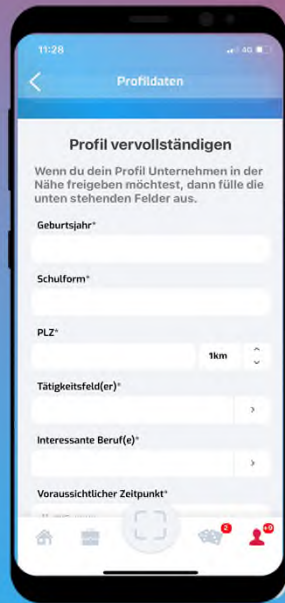 11:28
4G
Profildaten
Profil vervollständigen
Wenn du dein Profil Unternehmen in der
Nähe freigeben möchtest, dann fülle die
unten stehenden Felder aus.
Geburtsjahr*
Schulform*
PLZ*
1km
Tätigkeitsfeld(er)*
Interessante Beruf(e)*
Voraussichtlicher Zeitpunkt*
2
+9